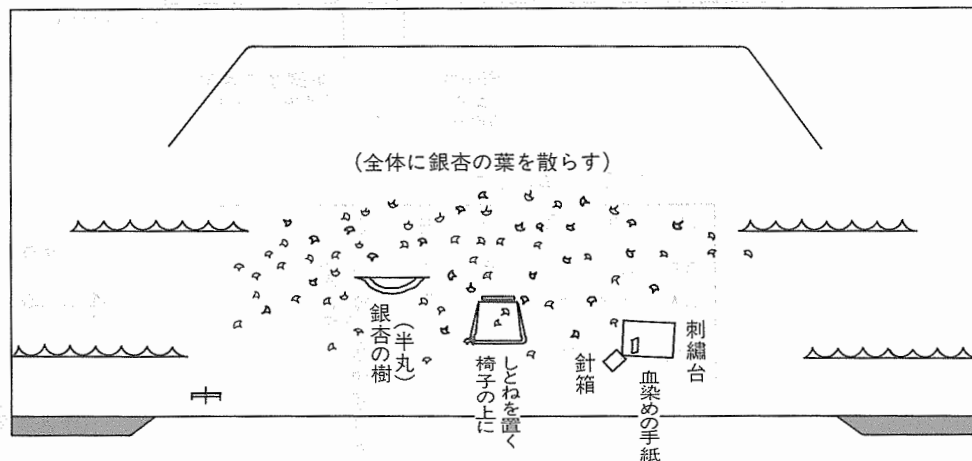 (全体に銀杏の葉を散らす)
刺繡台
血染めの手紙
針箱
しとねを置く
椅子の上に
(半丸)
銀杏の樹